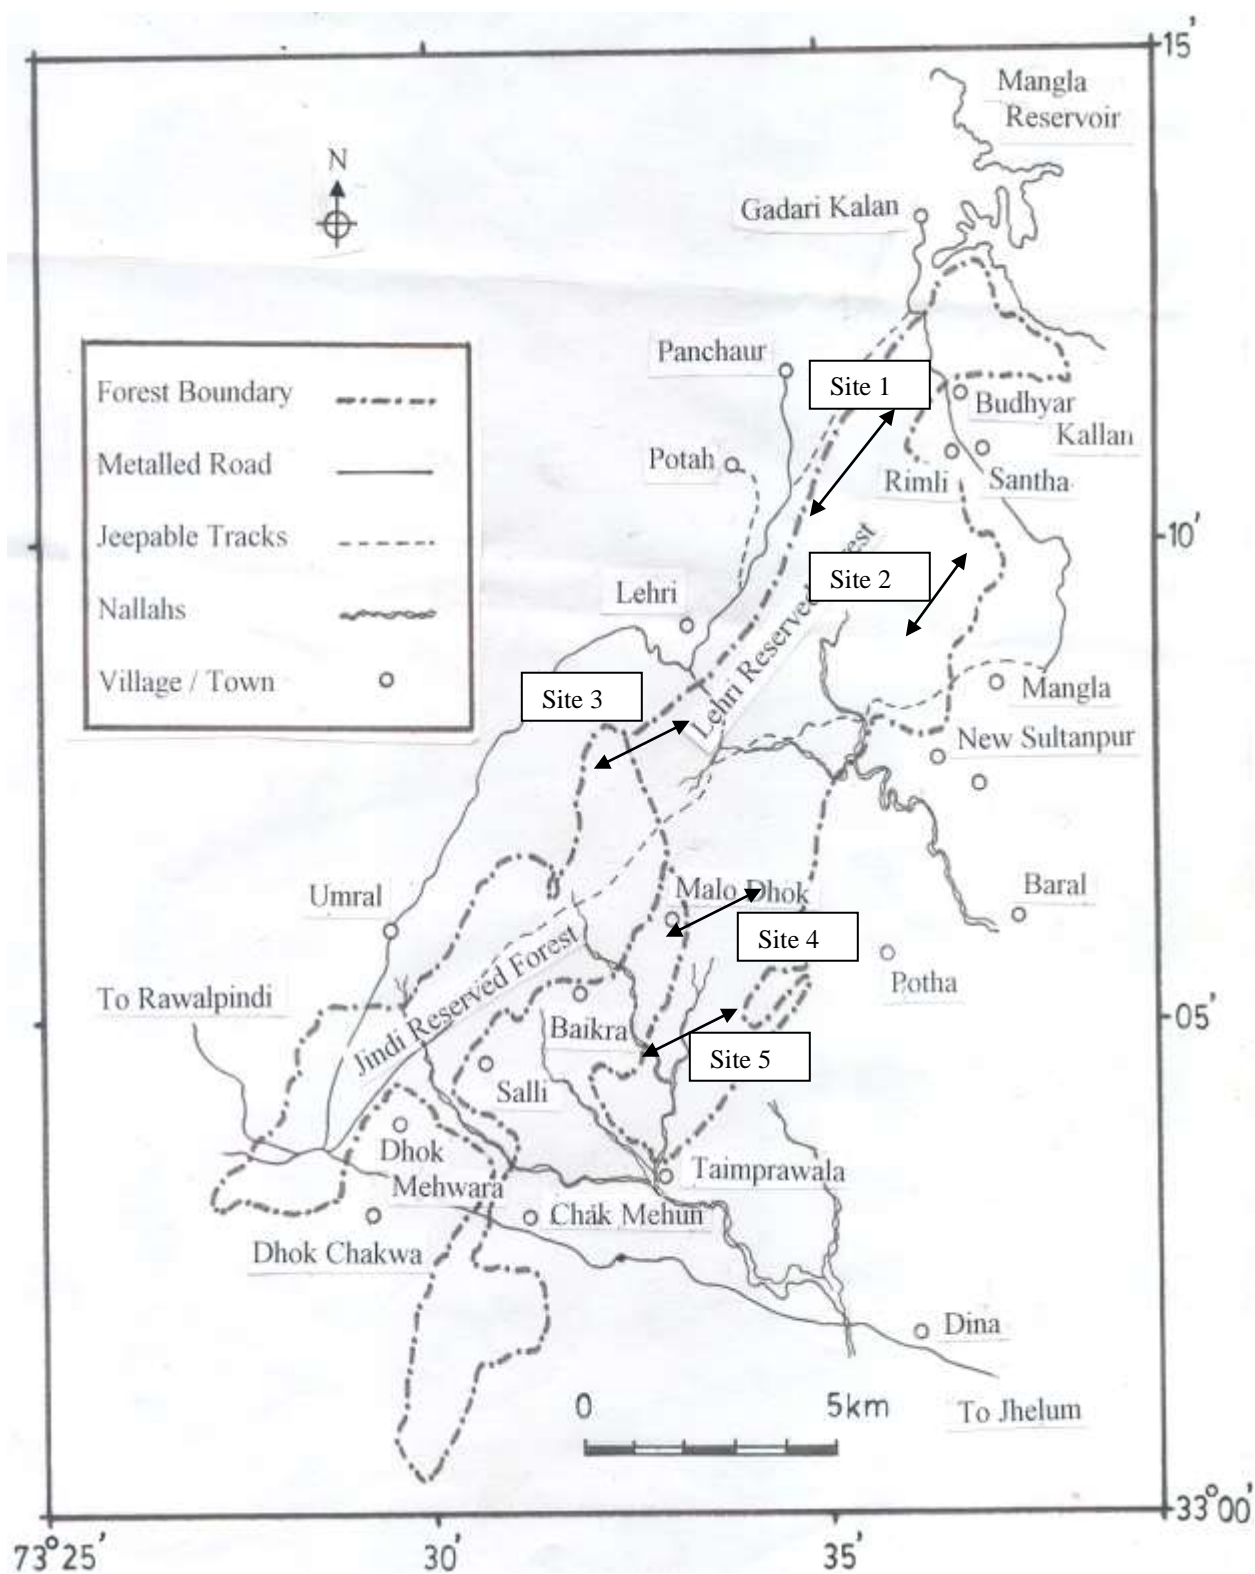 15'
Mangla
Reservoir
N
Gadari Kalan
Panchaur
Site 1
Forest Boundary
Budhyar
Kallan
Metalled Road
Potah
Rimli
Santha
Jeepable Tracks
10'
Site 2
Lehri
Nallahs
Lehri Reserved Forest
Village / Town
Site 3
Mangla
New Sultanpur
Umral
Malo Dhok
Baral
Site 4
Jindi Reserved Forest
To Rawalpindi
Potha
05'
Baikra
Site 5
Salli
Dhok
Mehwara
Taimprawala
Chak Mehun
Dhok Chakwa
Dina
0 5km
To Jhelum
33°00'
73°25' 30' 35'